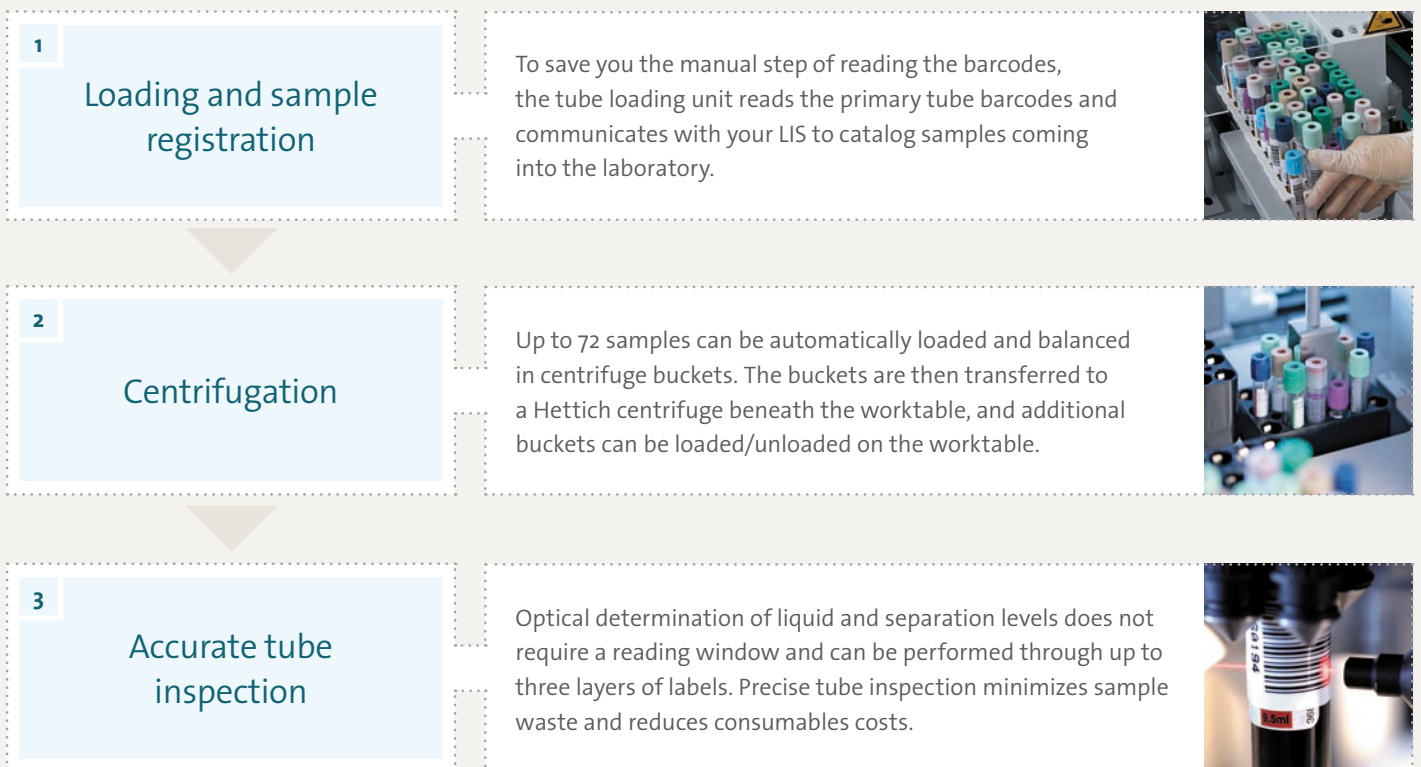 1
Loading and sample
registration
To save you the manual step of reading the barcodes,
the tube loading unit reads the primary tube barcodes and
communicates with your LIS to catalog samples coming
into the laboratory.
2
Centrifugation
Up to 72 samples can be automatically loaded and balanced
in centrifuge buckets. The buckets are then transferred to
a Hettich centrifuge beneath the worktable, and additional
buckets can be loaded/unloaded on the worktable.
3
Accurate tube
inspection
Optical determination of liquid and separation levels does not
require a reading window and can be performed through up to
three layers of labels. Precise tube inspection minimizes sample
waste and reduces consumables costs.